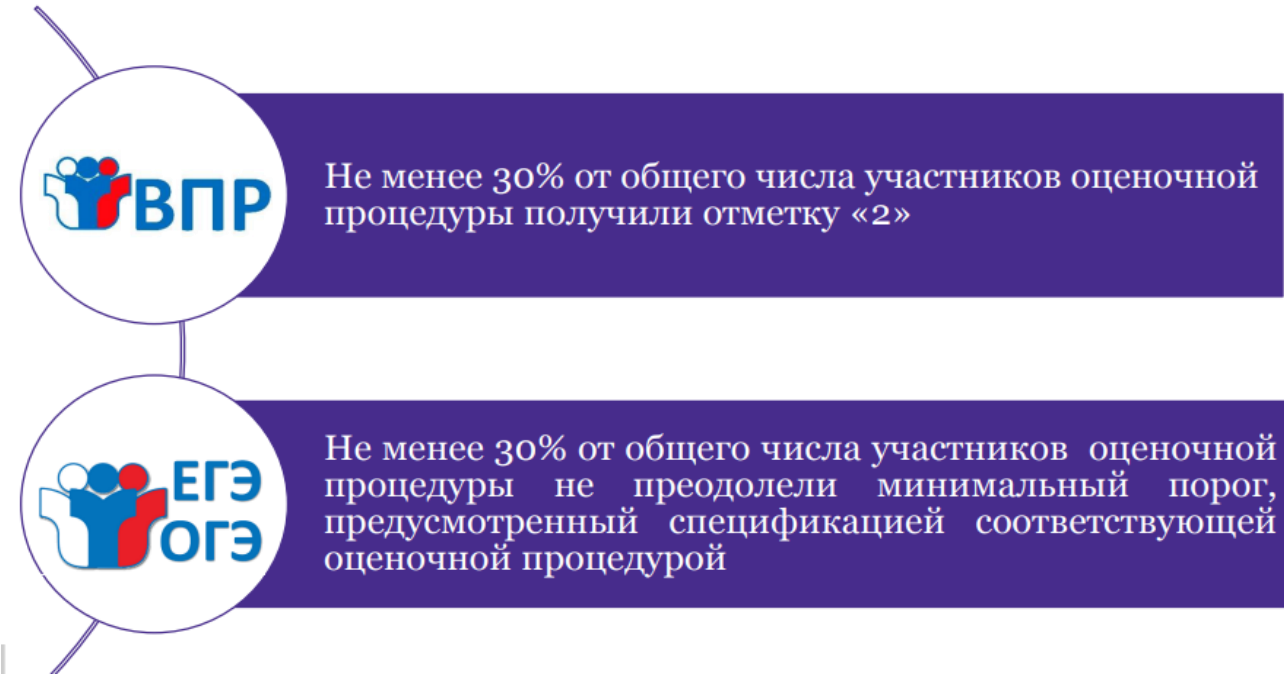 ВПР
Не менее 30% от общего числа участников оценочной
процедуры получили отметку «2»
ЕГЭ
ОГЭ
Не менее 30% от общего числа участников оценочной
процедуры не преодолели минимальный порог,
предусмотренный спецификацией соответствующей
оценочной процедурой